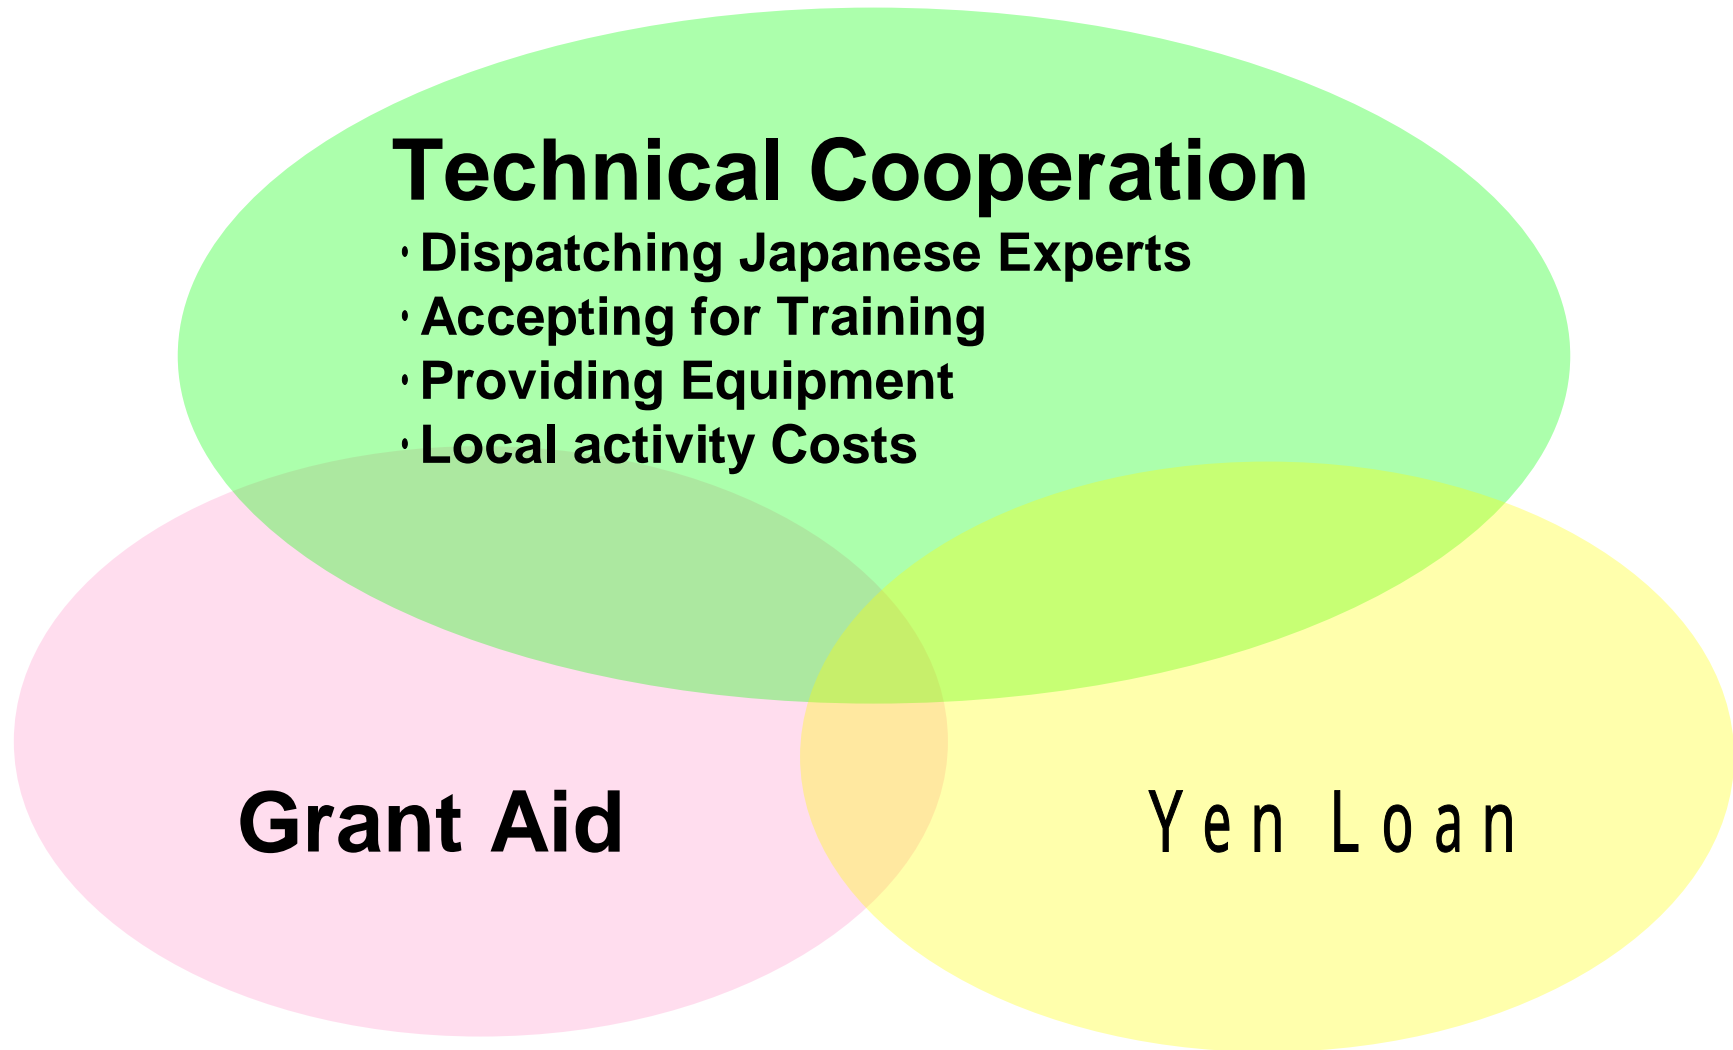 Technical Cooperation
・Dispatching Japanese Experts
・Accepting for Training
・Providing Equipment
・Local activity Costs
Grant Aid
Yen Loan